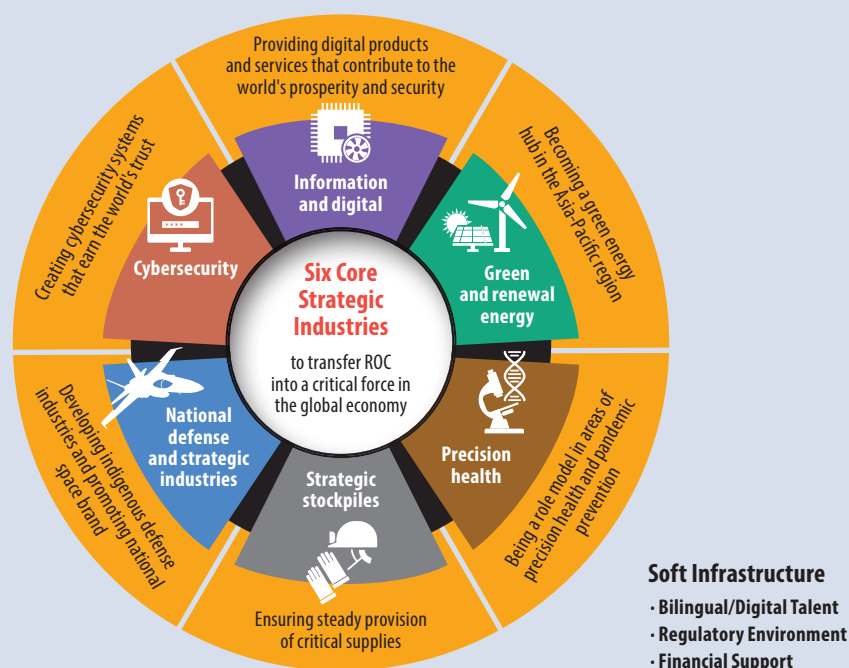 Six Core
Strategic
Industries
to transfer ROC
into a critical force in
the global economy
Providing digital products
and services that contribute to the
world's prosperity and security
Information
and digital
Becoming a green energy
hub in the Asia-Pacific
region
Green
and renewal
energy
Being a role model in areas of
precision health and pandemic
prevention
Precision
health
Strategic
stockpiles
Ensuring steady provision
of critical supplies
Developing indigenous defense
industries and promoting national
space brand
National
defense
and strategic
industries
Creating cybersecurity systems
that earn the world's trust
Cybersecurity
****
Soft Infrastructure
· Bilingual/Digital Talent
· Regulatory Environment
· Financial Support